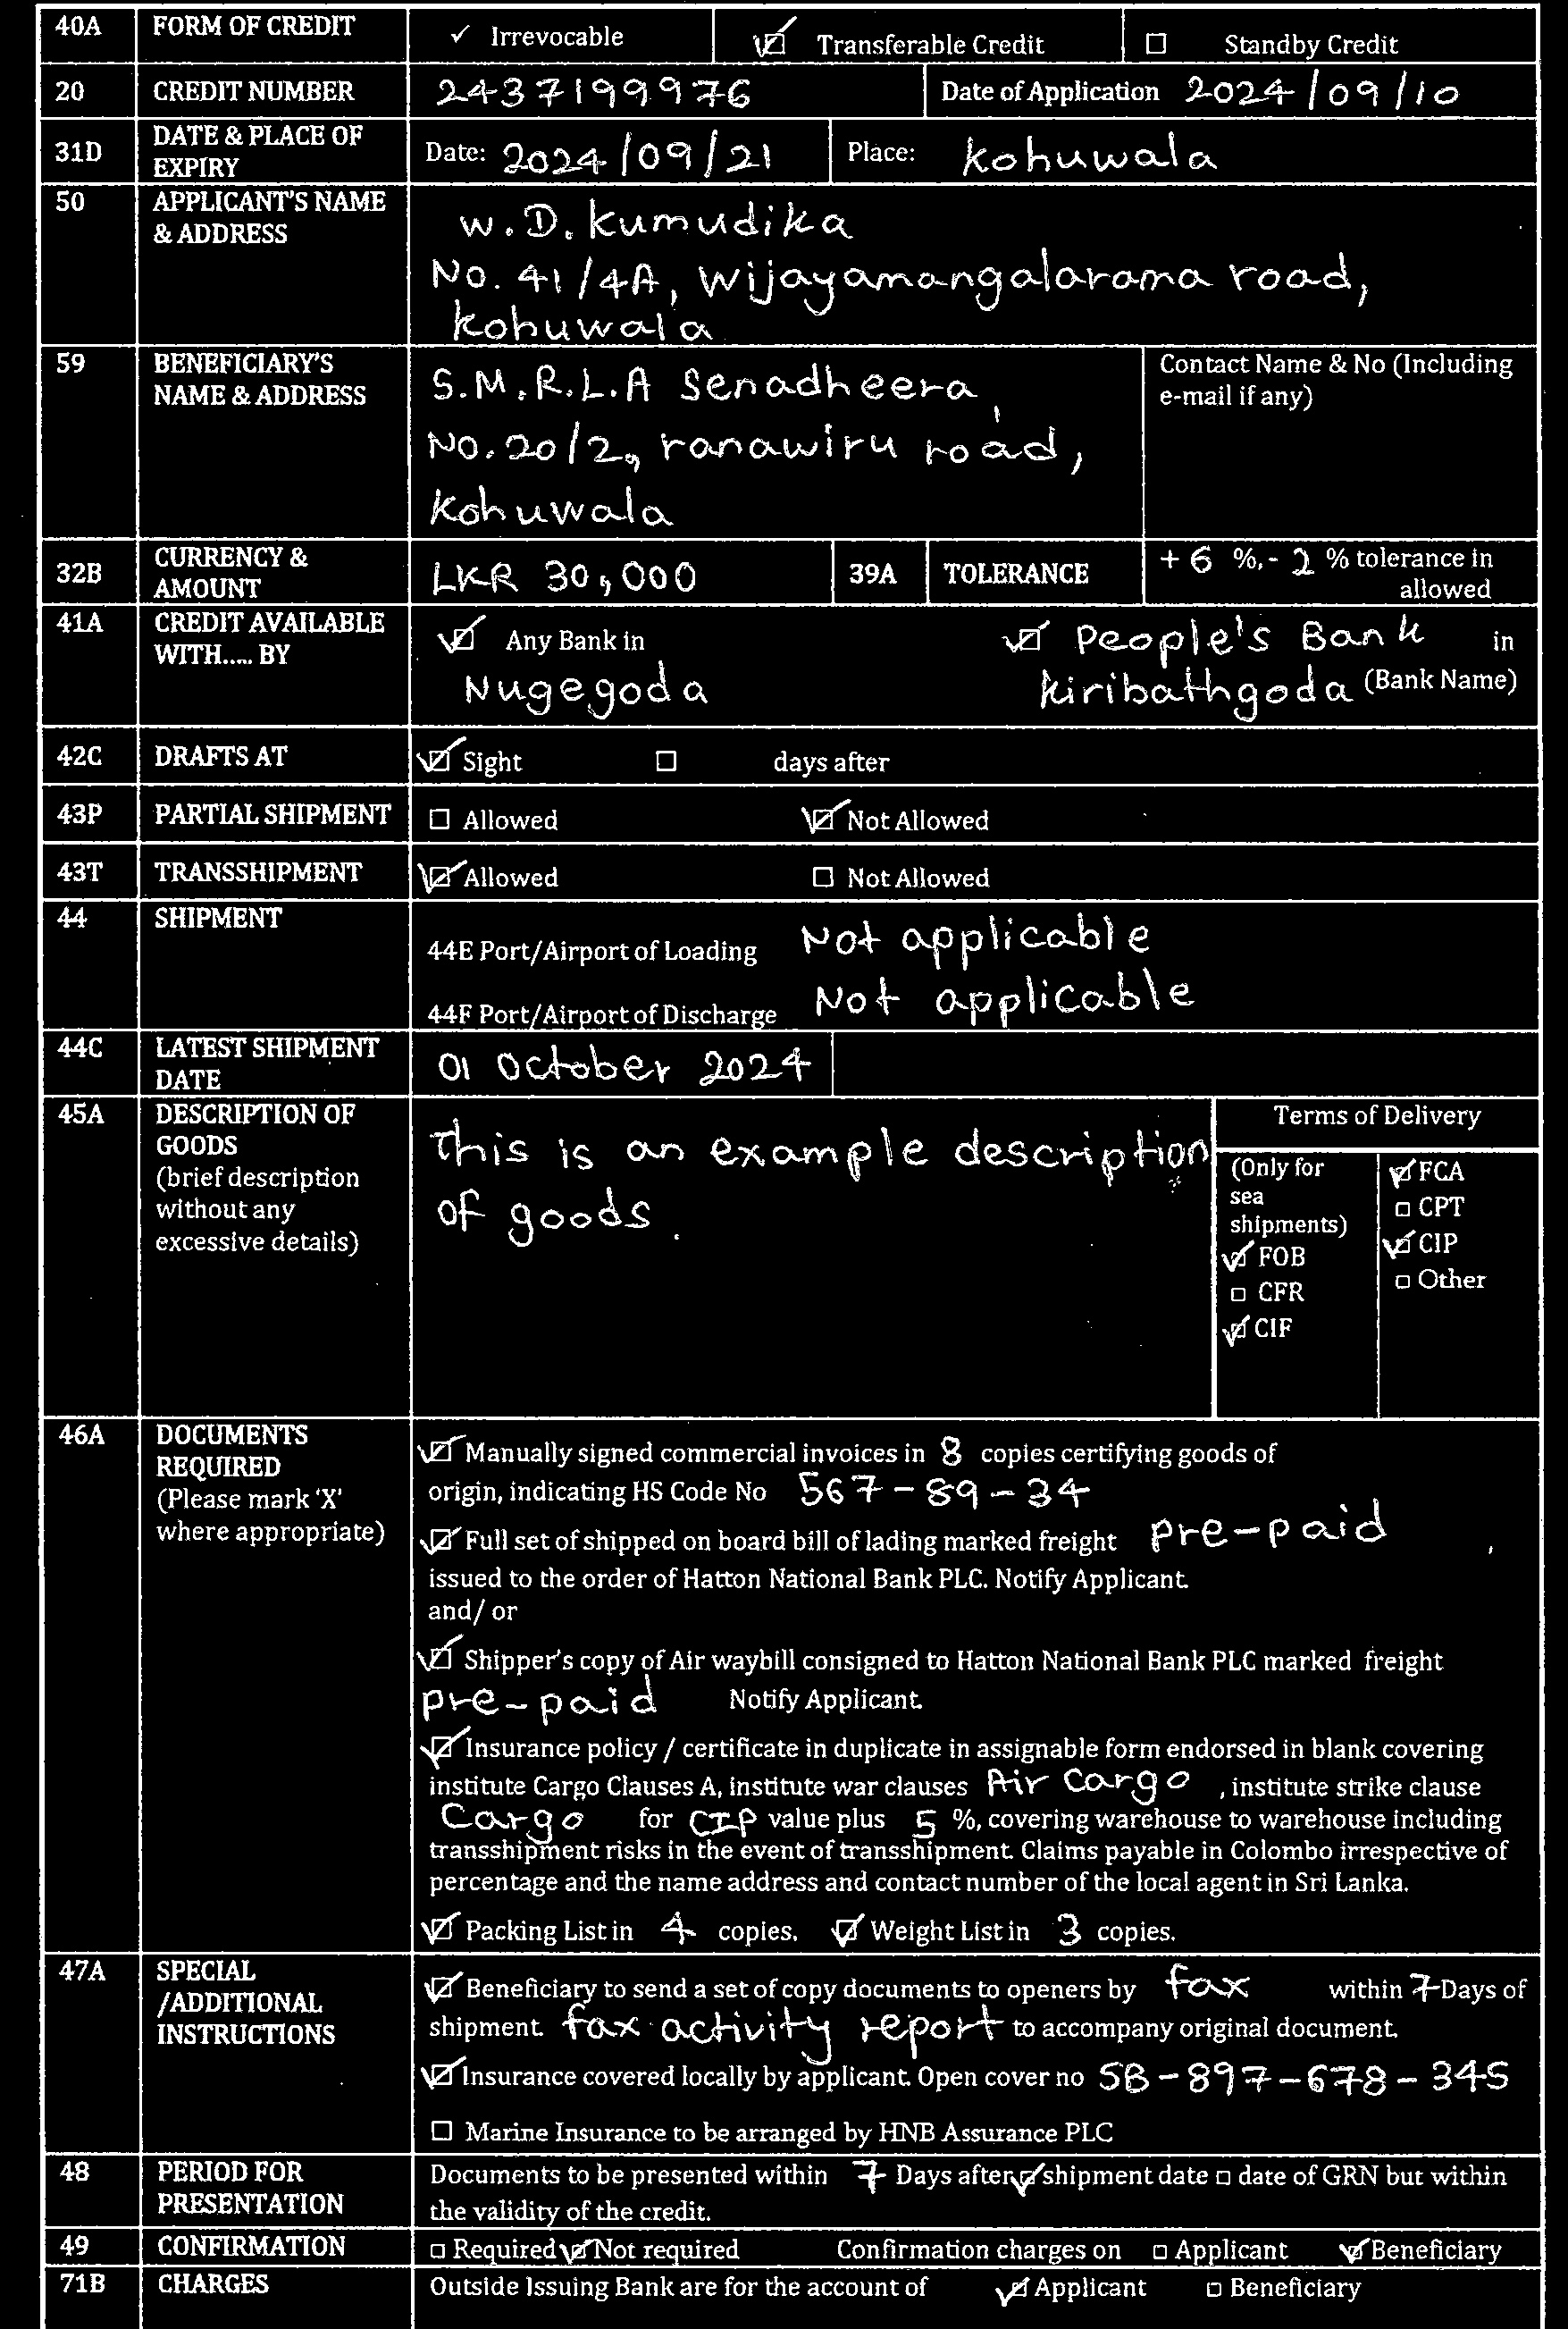 40A FORM OF CREDIT ✓ Irrevocable ☑ Transferable Credit ☐ Standby Credit
20 CREDIT NUMBER 2437199976 Date of Application 2024/09/10
31D DATE & PLACE OF EXPIRY Date: 2024/09/21 Place: Kohuwala
50 APPLICANT'S NAME & ADDRESS
W.D. Kumudika
No. 41/4A, Wijayamangalarama road,
Kohuwala
59 BENEFICIARY'S NAME & ADDRESS
S.M.R.L.A Senadheera,
No.20/2, ranawiru road,
Kohuwala
Contact Name & No (Including
e-mail if any)
32B CURRENCY & AMOUNT LKR 30,000 39A TOLERANCE + 6 %,- 2 % tolerance in
allowed
41A CREDIT AVAILABLE WITH..... BY
☑ Any Bank in ☑ People's Bank in
Nugegoda Kiribathgoda (Bank Name)
42C DRAFTS AT ☑ Sight ☐ days after
43P PARTIAL SHIPMENT ☐ Allowed ☑ Not Allowed
43T TRANSSHIPMENT ☑ Allowed ☐ Not Allowed
44 SHIPMENT
44E Port/Airport of Loading Not applicable
44F Port/Airport of Discharge Not applicable
44C LATEST SHIPMENT DATE 01 October 2024
45A DESCRIPTION OF GOODS
(brief description
without any
excessive details)
This is an example description
of goods.
Terms of Delivery
(Only for
sea
shipments)
☑ FOB
☐ CFR
☑ CIF
☑ FCA
☐ CPT
☑ CIP
☐ Other
46A DOCUMENTS REQUIRED
(Please mark 'X'
where appropriate)
☑ Manually signed commercial invoices in 8 copies certifying goods of
origin, indicating HS Code No 567-89-34
☑ Full set of shipped on board bill of lading marked freight pre-paid ,
issued to the order of Hatton National Bank PLC. Notify Applicant.
and/ or
☑ Shipper's copy of Air waybill consigned to Hatton National Bank PLC marked freight
pre-paid Notify Applicant.
☑ Insurance policy / certificate in duplicate in assignable form endorsed in blank covering
institute Cargo Clauses A, institute war clauses Air Cargo , institute strike clause
Cargo for CIP value plus 5 %, covering warehouse to warehouse including
transshipment risks in the event of transshipment. Claims payable in Colombo irrespective of
percentage and the name address and contact number of the local agent in Sri Lanka.
☑ Packing List in 4 copies. ☑ Weight List in 3 copies.
47A SPECIAL /ADDITIONAL INSTRUCTIONS
☑ Beneficiary to send a set of copy documents to openers by fax within 7 Days of
shipment. fax activity report to accompany original document.
☑ Insurance covered locally by applicant. Open cover no SB-897-678-345
☐ Marine Insurance to be arranged by HNB Assurance PLC
48 PERIOD FOR PRESENTATION
Documents to be presented within 7 Days after ☑ shipment date ☐ date of GRN but within
the validity of the credit.
49 CONFIRMATION ☐ Required ☑ Not required Confirmation charges on ☐ Applicant ☑ Beneficiary
71B CHARGES Outside Issuing Bank are for the account of ☑ Applicant ☐ Beneficiary